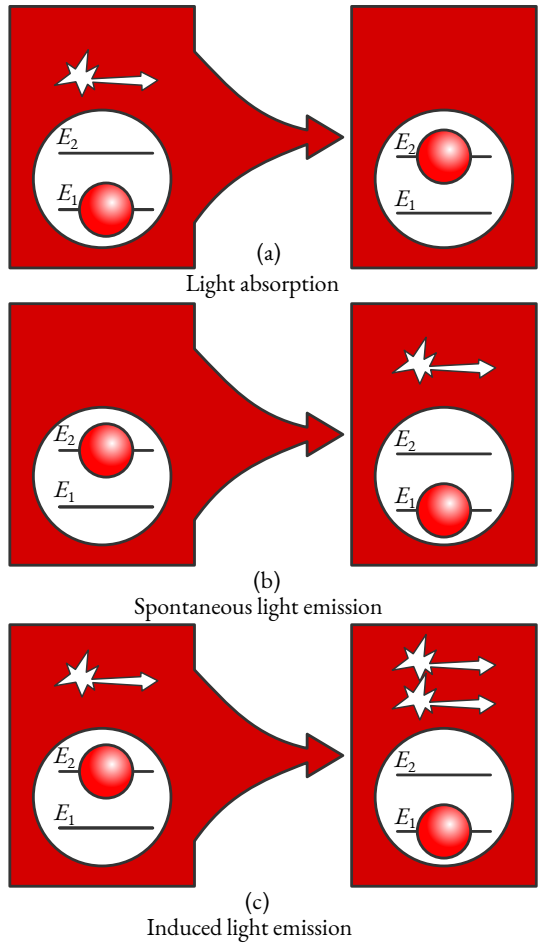 E2
E1
E2
E1
(a)
Light absorption
E2
E1
E2
E1
(b)
Spontaneous light emission
E2
E1
E2
E1
(c)
Induced light emission